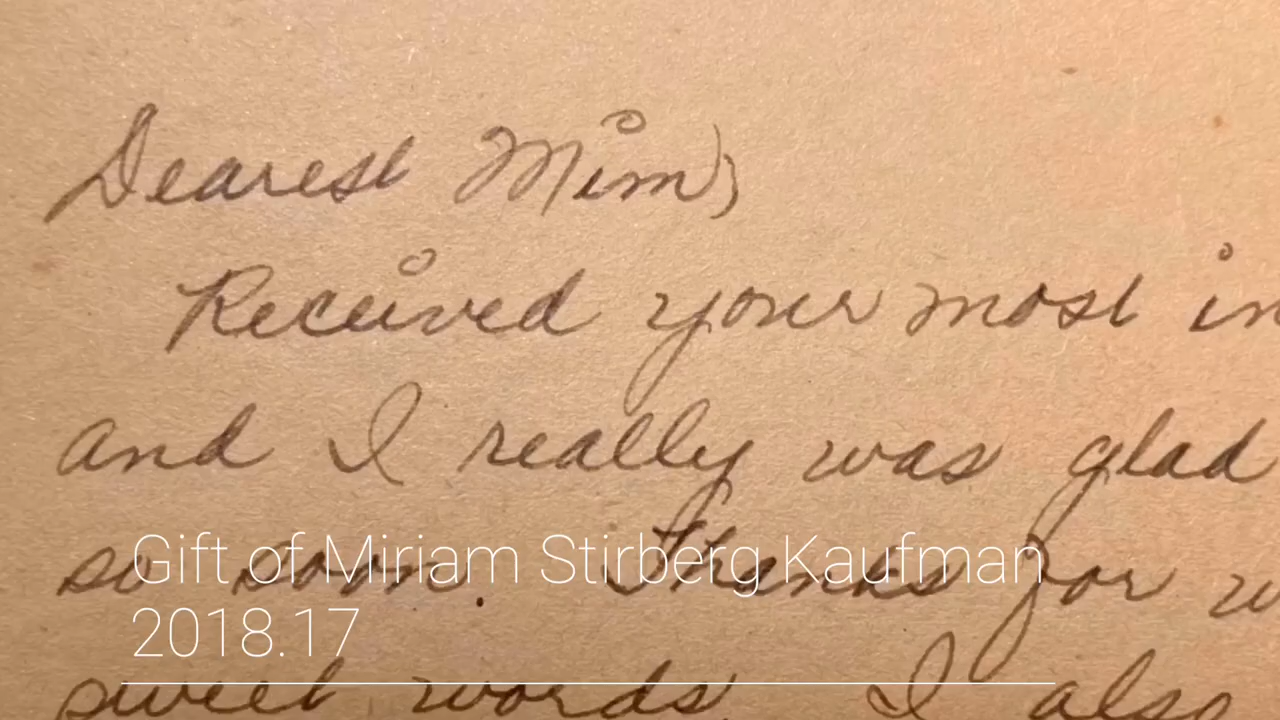 Dearest Mim,
Received your most
and I really was glad
so soon. Thanks for
sweet words. I also
Gift of Miriam Stirberg Kaufman
2018.17